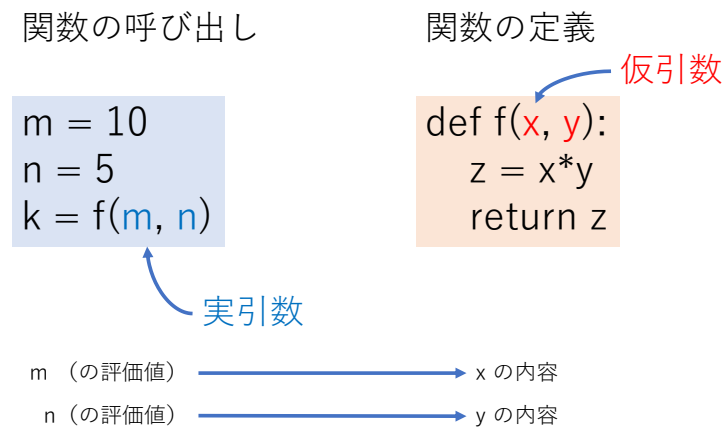 関数の呼び出し
関数の定義
仮引数
m = 10
n = 5
k = f(m, n)
def f(x, y):
z = x*y
return z
実引数
m （の評価値）
x の内容
n（の評価値）
y の内容